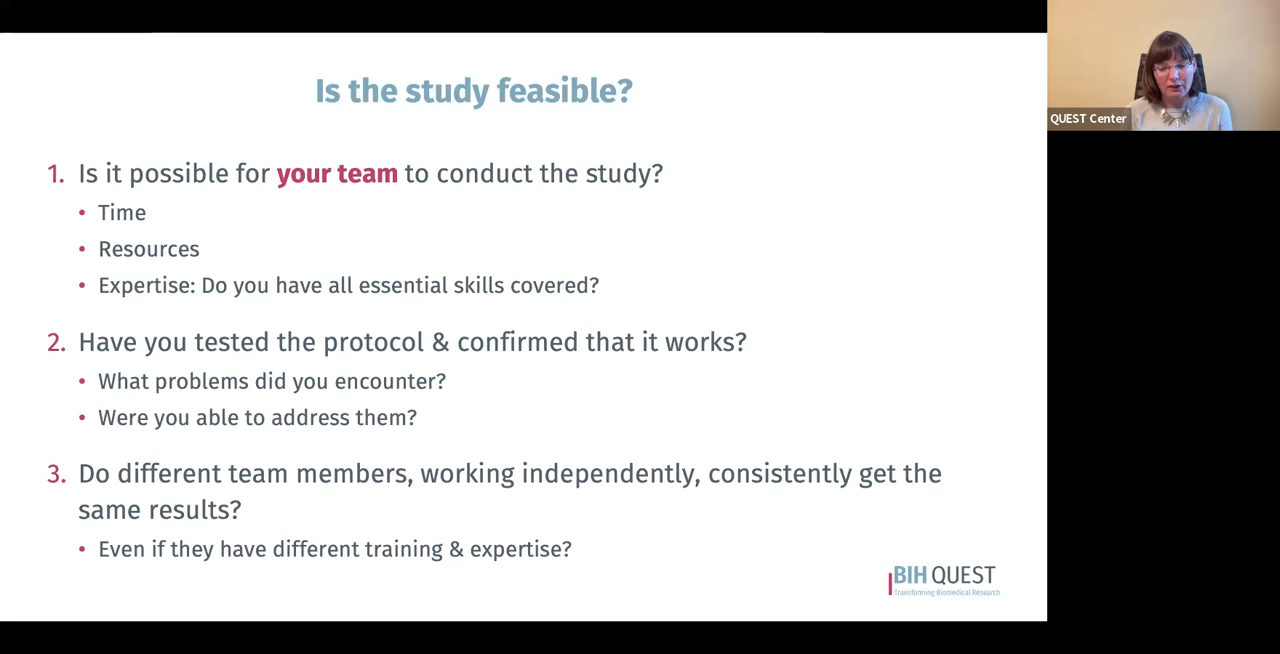 Is the study feasible?
QUEST Center
1. Is it possible for your team to conduct the study?
• Time
• Resources
• Expertise: Do you have all essential skills covered?
2. Have you tested the protocol & confirmed that it works?
• What problems did you encounter?
• Were you able to address them?
3. Do different team members, working independently, consistently get the
same results?
• Even if they have different training & expertise?
BIH QUEST
Transforming Biomedical Research